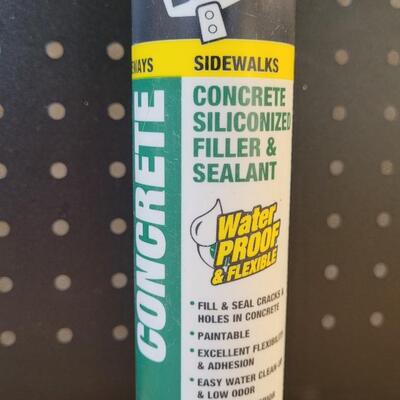 SIDEWALKS
CONCRETE
CONCRETE
SILICONIZED
FILLER &
SEALANT
Water
PROOF
& FLEXIBLE
• FILL & SEAL CRACKS &
HOLES IN CONCRETE
• PAINTABLE
• EXCELLENT FLEXIBILITY
& ADHESION
• EASY WATER CLEAN-UP
& LOW ODOR